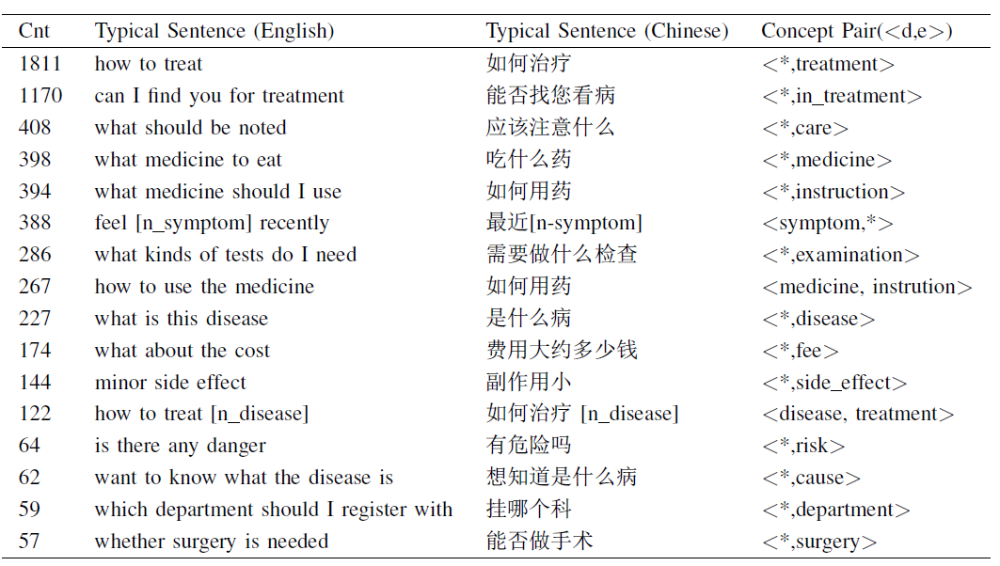 Cnt Typical Sentence (English) Typical Sentence (Chinese) Concept Pair(<d,e>)
1811 how to treat 如何治疗 <*,treatment>
1170 can I find you for treatment 能否找您看病 <*,in_treatment>
408 what should be noted 应该注意什么 <*,care>
398 what medicine to eat 吃什么药 <*,medicine>
394 what medicine should I use 如何用药 <*,instruction>
388 feel [n_symptom] recently 最近[n-symptom] <symptom,*>
286 what kinds of tests do I need 需要做什么检查 <*,examination>
267 how to use the medicine 如何用药 <medicine, instrution>
227 what is this disease 是什么病 <*,disease>
174 what about the cost 费用大约多少钱 <*,fee>
144 minor side effect 副作用小 <*,side_effect>
122 how to treat [n_disease] 如何治疗 [n_disease] <disease, treatment>
64 is there any danger 有危险吗 <*,risk>
62 want to know what the disease is 想知道是什么病 <*,cause>
59 which department should I register with 挂哪个科 <*,department>
57 whether surgery is needed 能否做手术 <*,surgery>